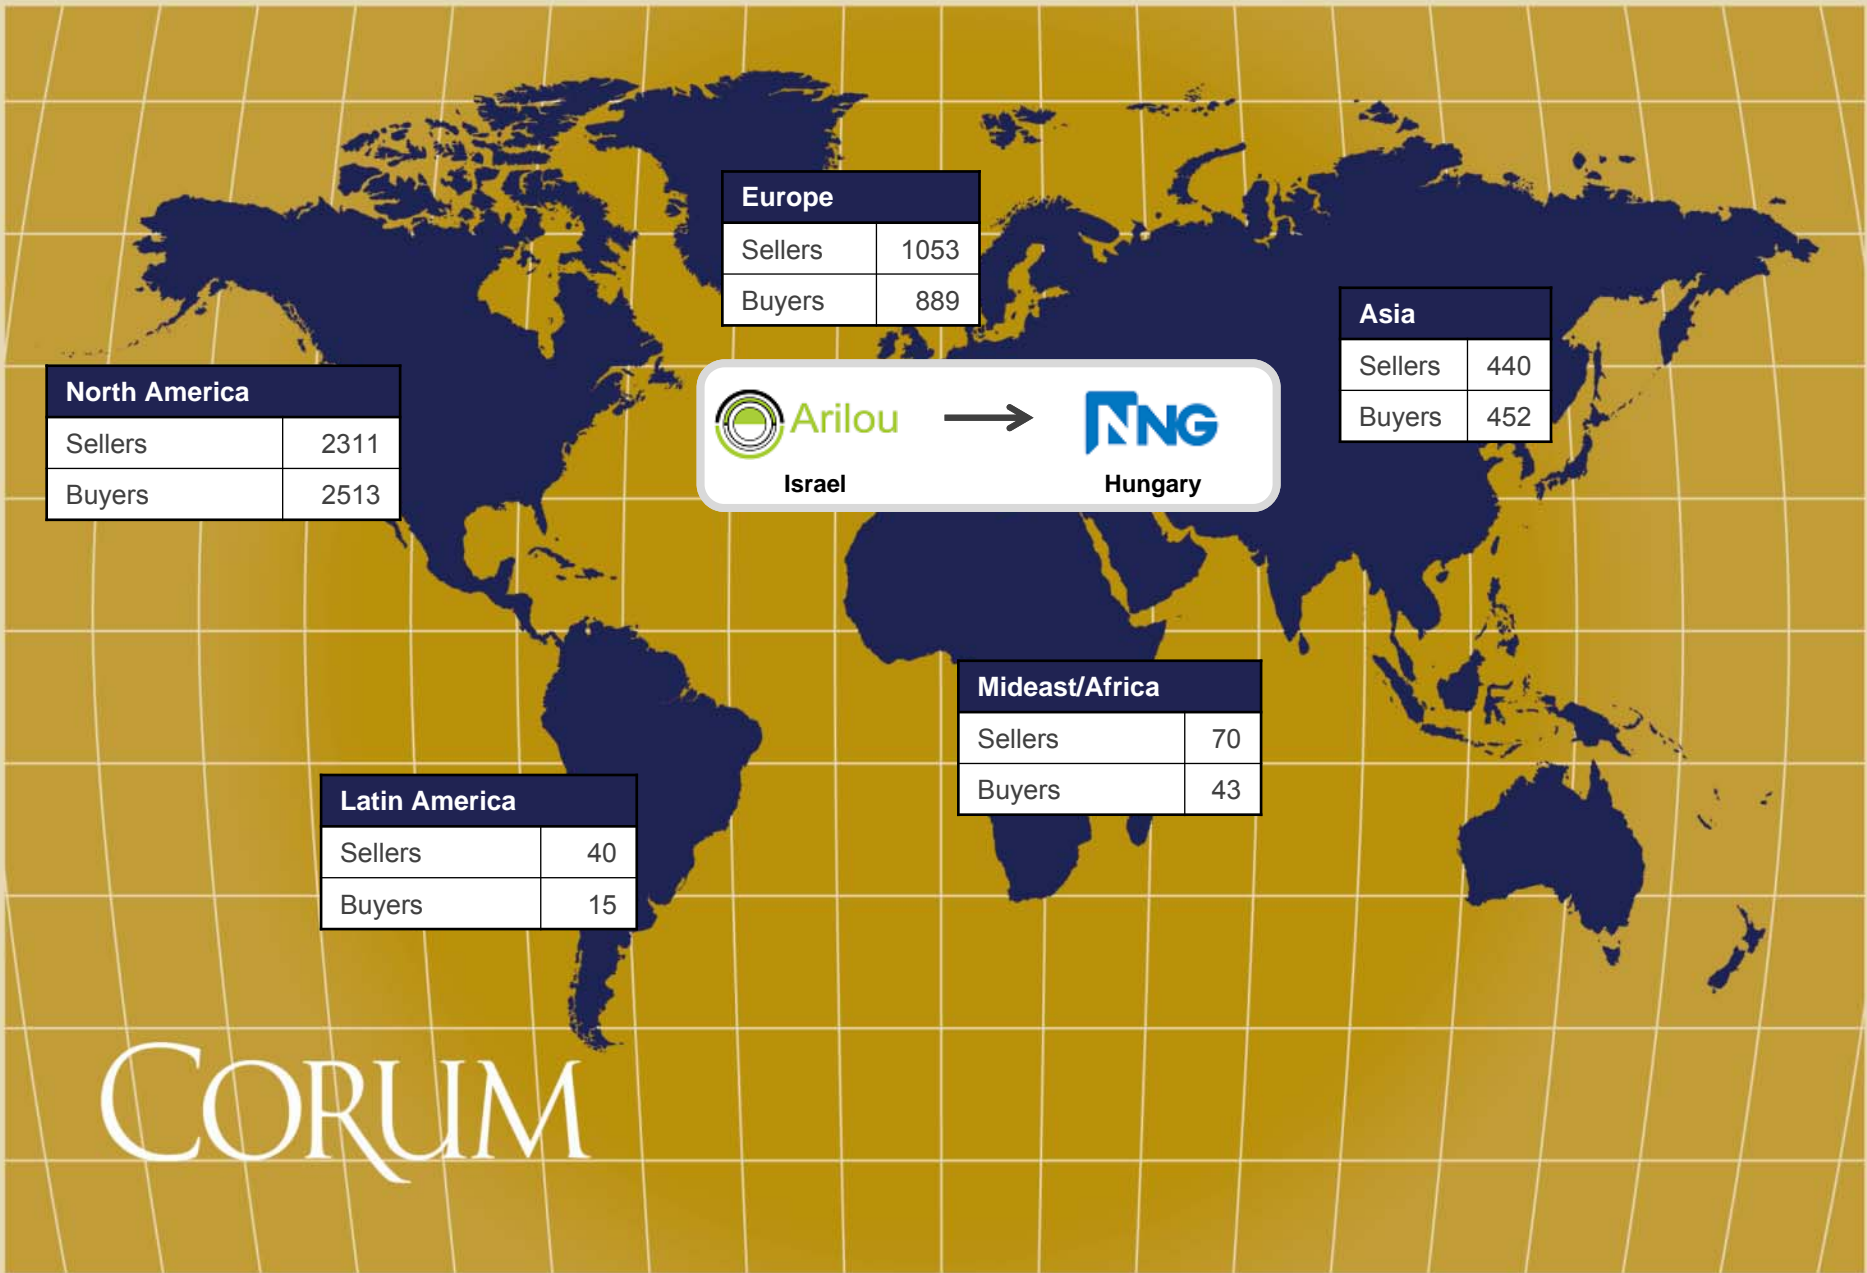 Europe
Sellers 1053
Buyers 889
Asia
Sellers 440
Buyers 452
North America
Sellers 2311
Buyers 2513
Arilou NNG
Israel Hungary
Mideast/Africa
Sellers 70
Buyers 43
Latin America
Sellers 40
Buyers 15
CORUM